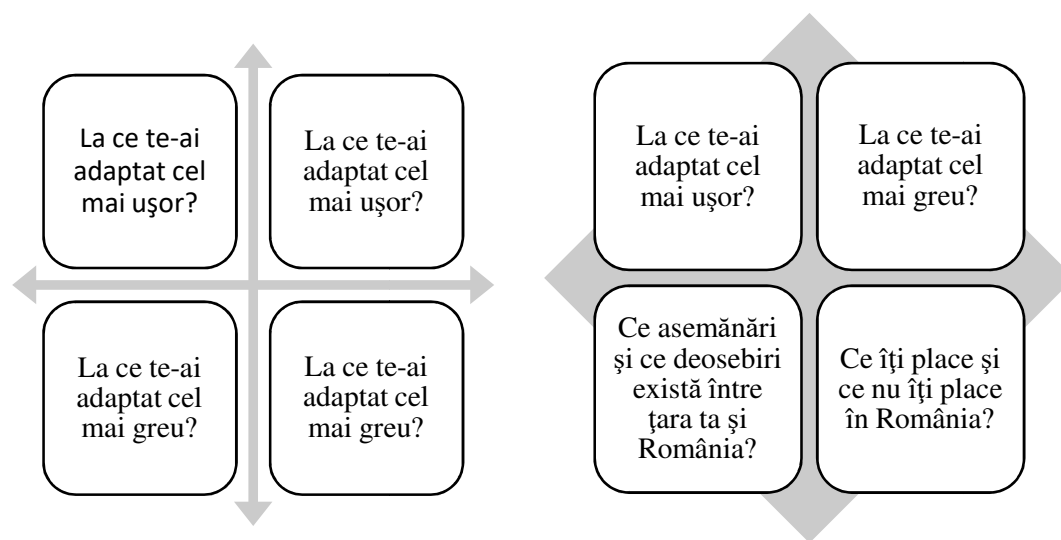 La ce te-ai
adaptat cel
mai uşor?
La ce te-ai
adaptat cel
mai uşor?
La ce te-ai
adaptat cel
mai greu?
La ce te-ai
adaptat cel
mai greu?
La ce te-ai
adaptat cel
mai uşor?
La ce te-ai
adaptat cel
mai greu?
Ce asemănări
şi ce deosebiri
există între
ţara ta şi
România?
Ce îţi place şi
ce nu îţi place
în România?